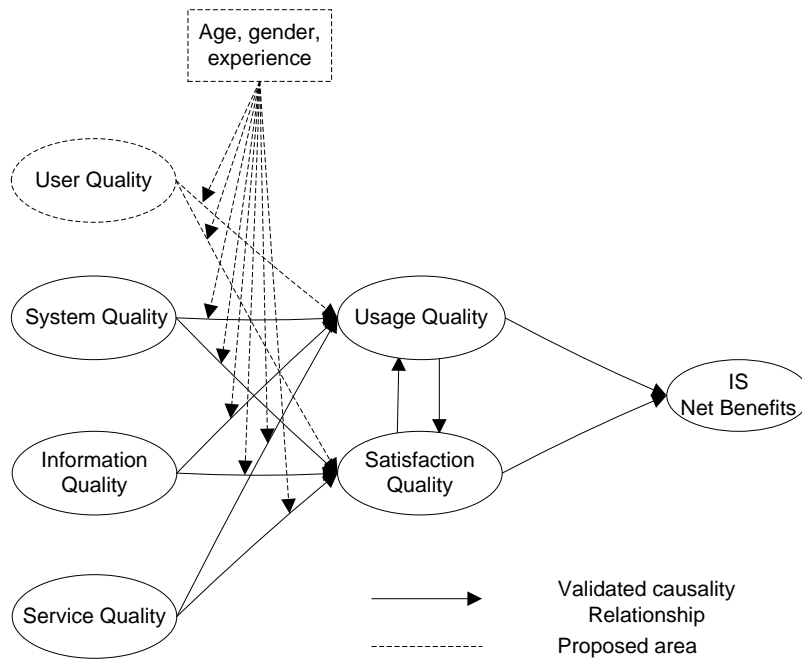 Age, gender,
experience
User Quality
System Quality
Usage Quality
IS
Net Benefits
Information
Quality
Satisfaction
Quality
Service Quality
Validated causality
Relationship
Proposed area